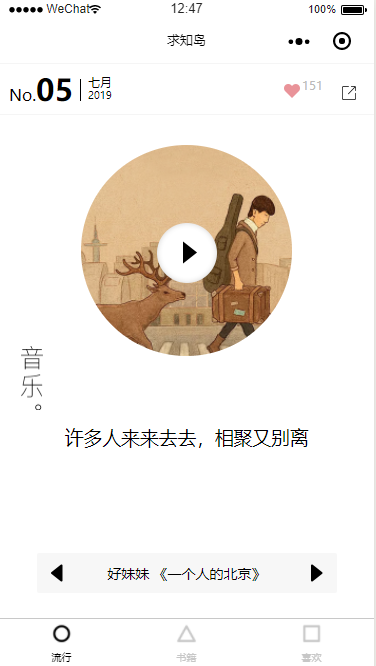 WeChat 12:47 100%
求知岛
No.05 七月
2019
151
音乐。
许多人来来去去，相聚又别离
好妹妹 《一个人的北京》
流行 书籍 喜欢